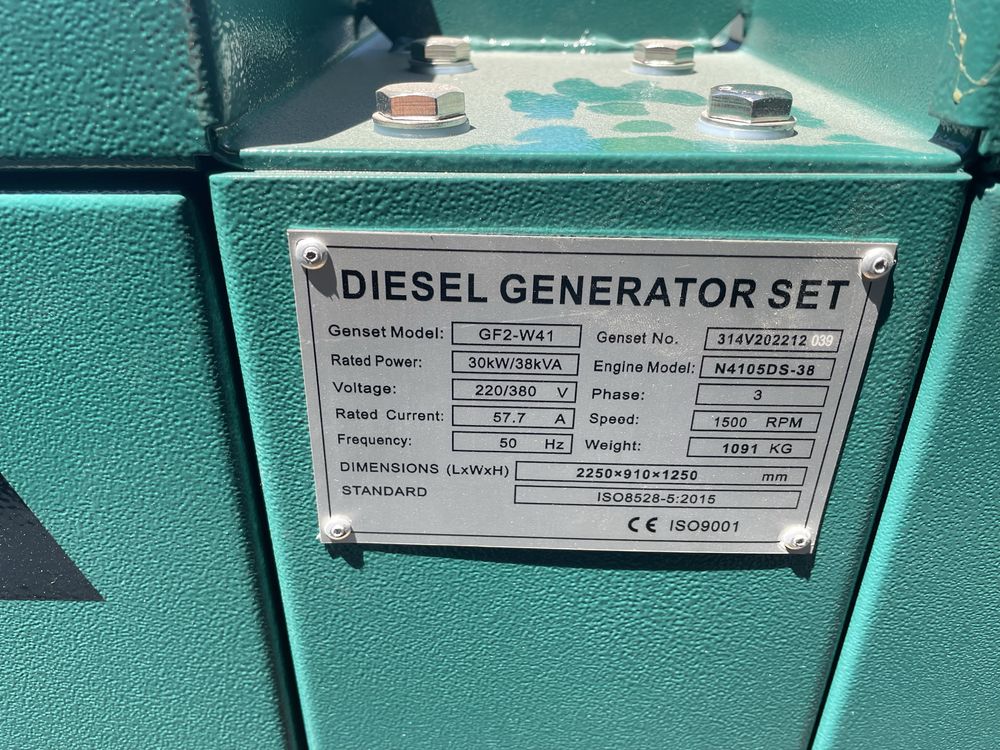 DIESEL GENERATOR SET
Genset Model: GF2-W41 Genset No. 314V202212 039
Rated Power: 30kW/38kVA Engine Model: N4105DS-38
Voltage: 220/380 V Phase: 3
Rated Current: 57.7 A Speed: 1500 RPM
Frequency: 50 Hz Weight: 1091 KG
DIMENSIONS (LxWxH) 2250×910×1250 mm
STANDARD ISO8528-5:2015
CE ISO9001